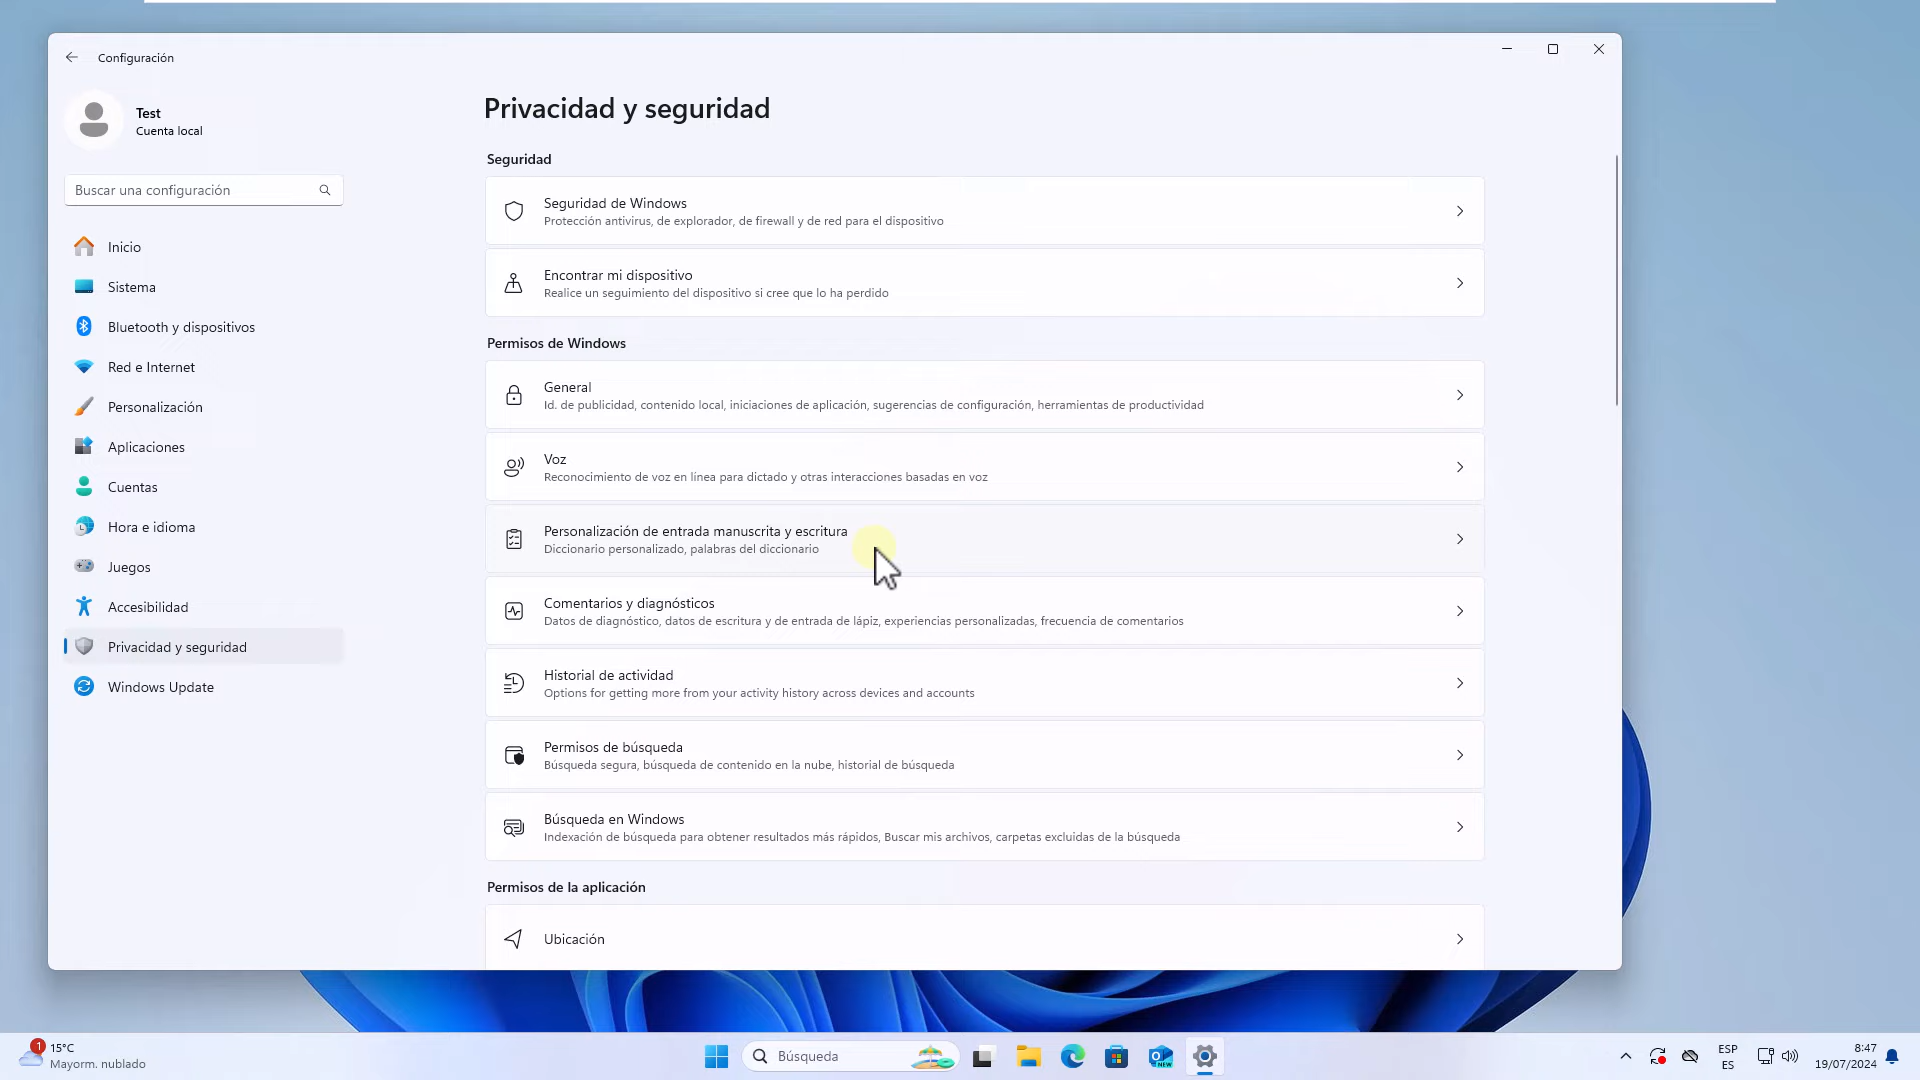 Configuración
Test
Cuenta local
Buscar una configuración
Inicio
Sistema
Bluetooth y dispositivos
Red e Internet
Personalización
Aplicaciones
Cuentas
Hora e idioma
Juegos
Accesibilidad
Privacidad y seguridad
Windows Update
Privacidad y seguridad
Seguridad
Seguridad de Windows
Protección antivirus, de explorador, de firewall y de red para el dispositivo
Encontrar mi dispositivo
Realice un seguimiento del dispositivo si cree que lo ha perdido
Permisos de Windows
General
Id. de publicidad, contenido local, iniciaciones de aplicación, sugerencias de configuración, herramientas de productividad
Voz
Reconocimiento de voz en línea para dictado y otras interacciones basadas en voz
Personalización de entrada manuscrita y escritura
Diccionario personalizado, palabras del diccionario
Comentarios y diagnósticos
Datos de diagnóstico, datos de escritura y de entrada de lápiz, experiencias personalizadas, frecuencia de comentarios
Historial de actividad
Options for getting more from your activity history across devices and accounts
Permisos de búsqueda
Búsqueda segura, búsqueda de contenido en la nube, historial de búsqueda
Búsqueda en Windows
Indexación de búsqueda para obtener resultados más rápidos, Buscar mis archivos, carpetas excluidas de la búsqueda
Permisos de la aplicación
Ubicación
1
15°C
Mayorm. nublado
Búsqueda
NEW
ESP
ES
8:47
19/07/2024